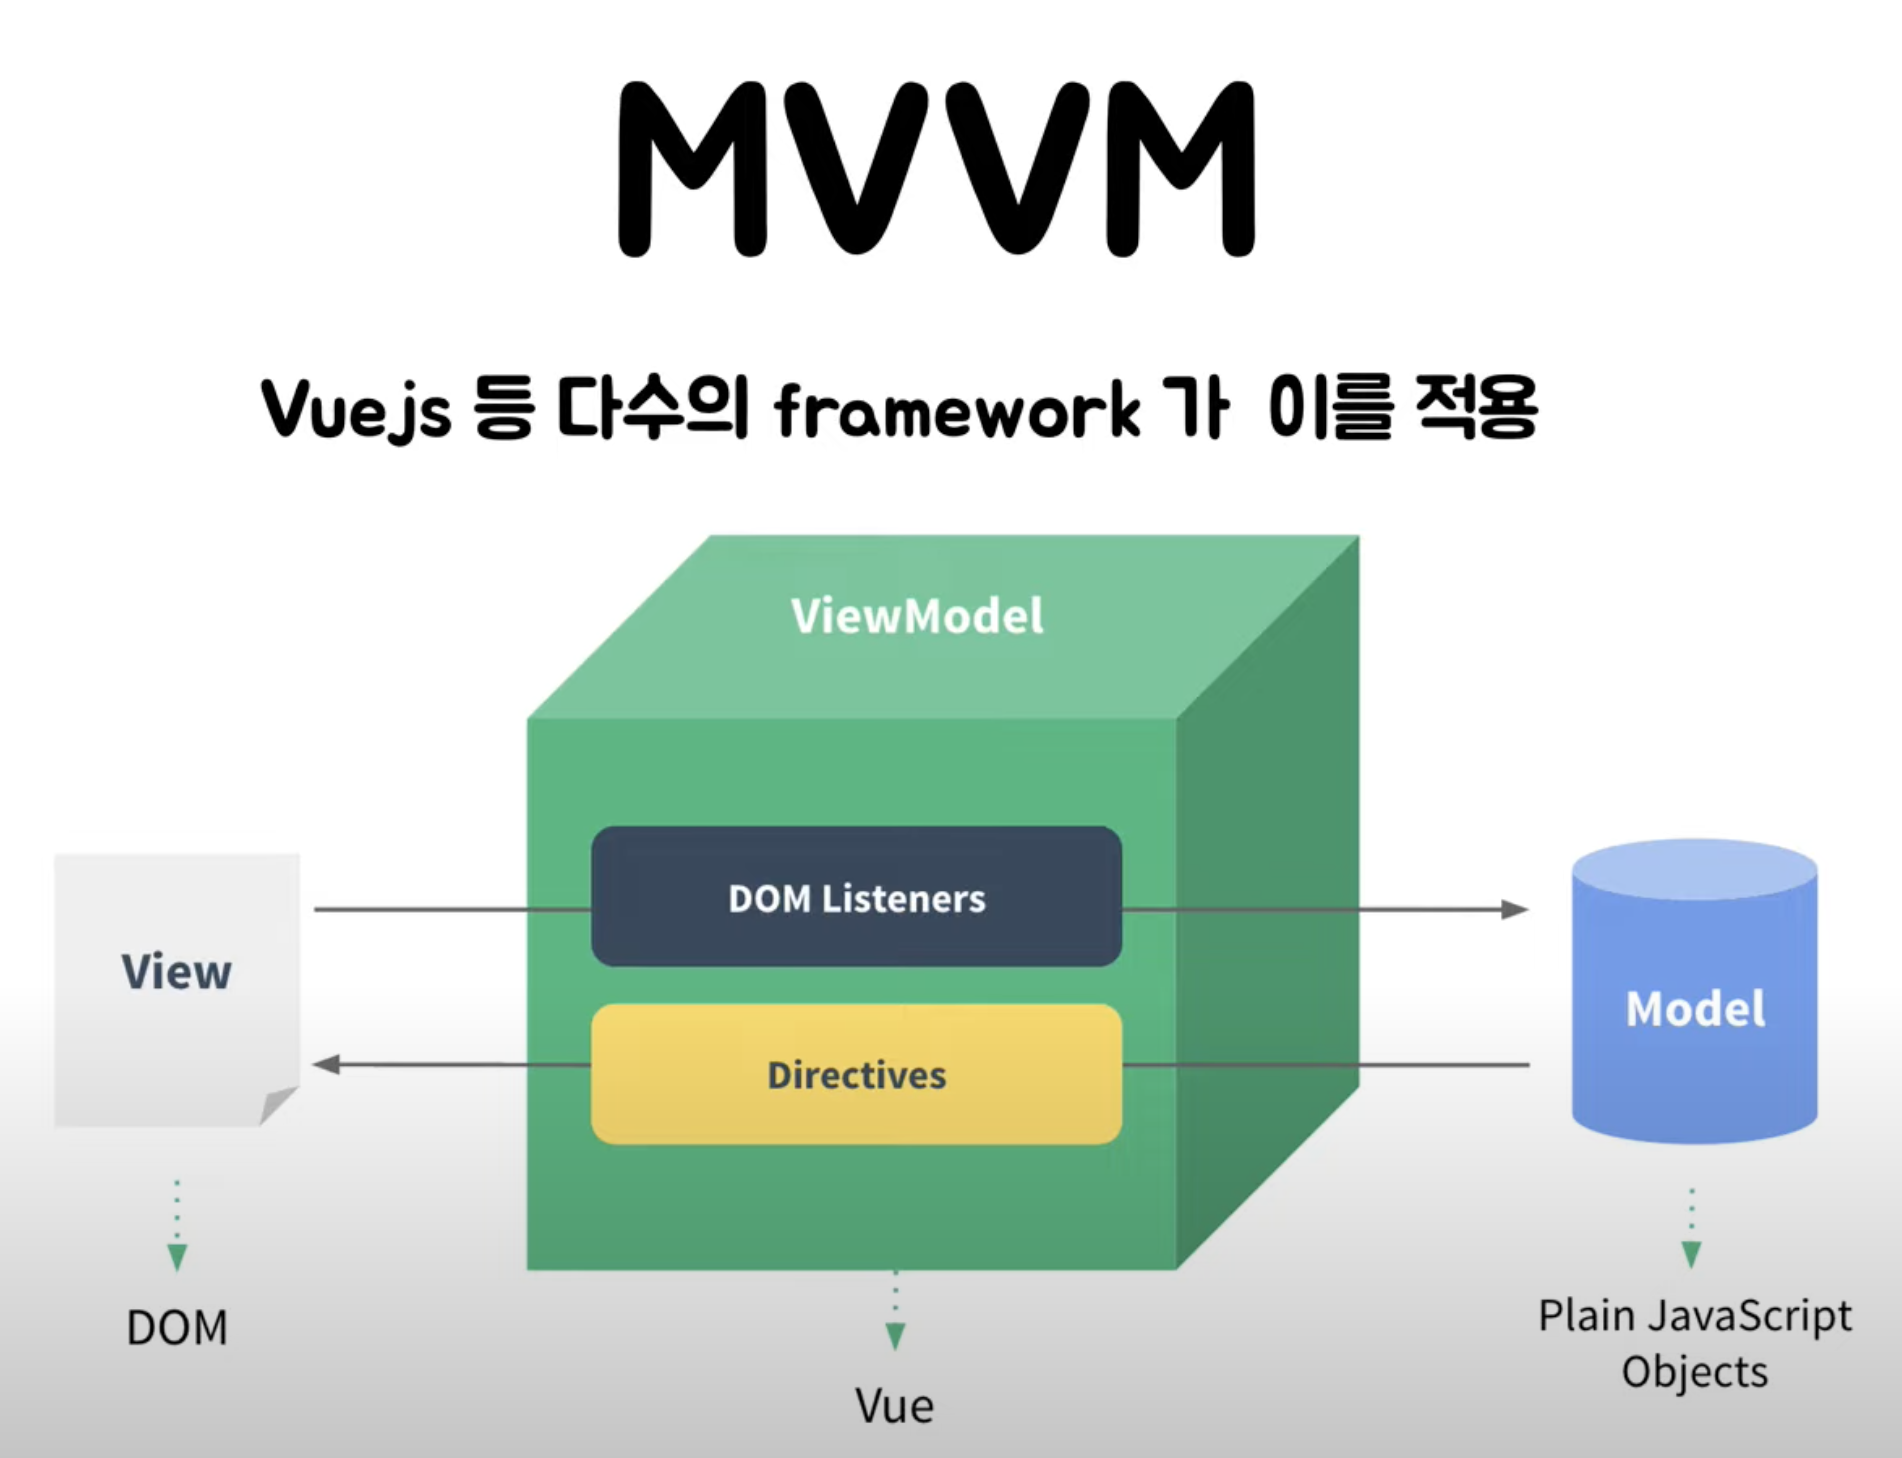 MVVM
Vuejs 등 다수의 framework 가 이를 적용
ViewModel
DOM Listeners
View
Model
Directives
DOM
Plain JavaScript
Objects
Vue